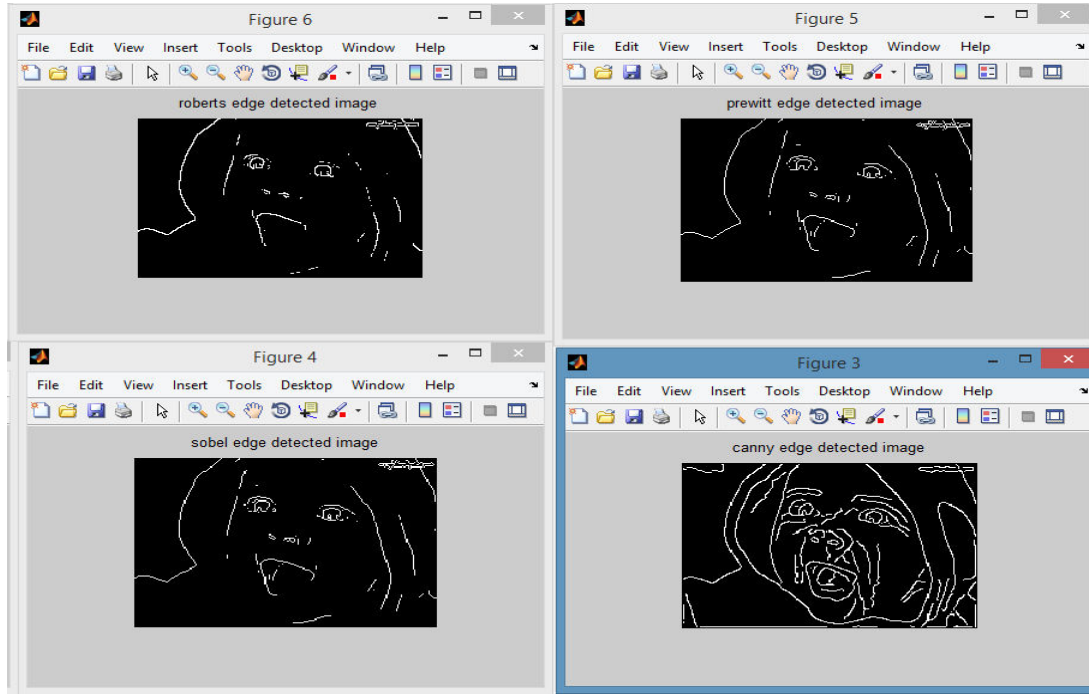 Figure 6
File Edit View Insert Tools Desktop Window Help
roberts edge detected image
Figure 5
File Edit View Insert Tools Desktop Window Help
prewitt edge detected image
Figure 4
File Edit View Insert Tools Desktop Window Help
sobel edge detected image
Figure 3
File Edit View Insert Tools Desktop Window Help
canny edge detected image